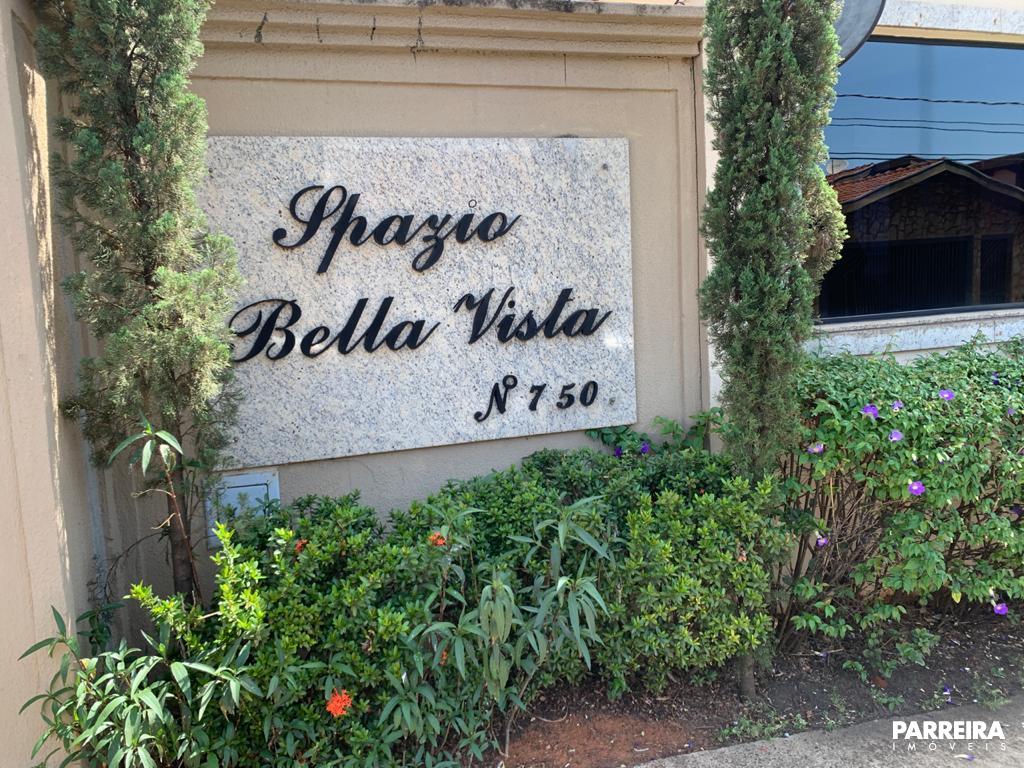 Spazio
Bella Vista
Nº 750
PARREIRA
IMÓVEIS